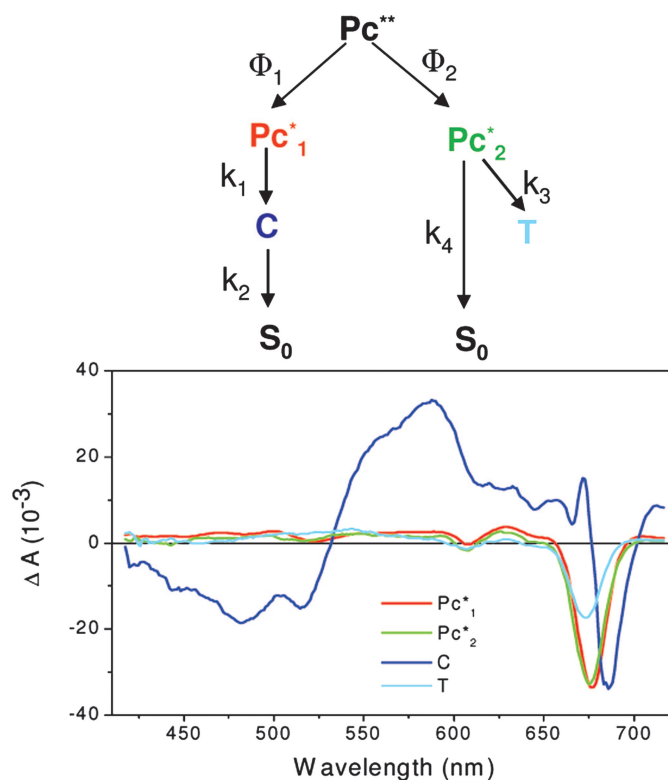 Pc**
Φ1 Φ2
Pc*1 Pc*2
k1 k3
C T
k2 k4
S0 S0
40
20
0
-20
-40
Δ A (10-3)
Pc*1
Pc*2
C
T
450 500 550 600 650 700
Wavelength (nm)